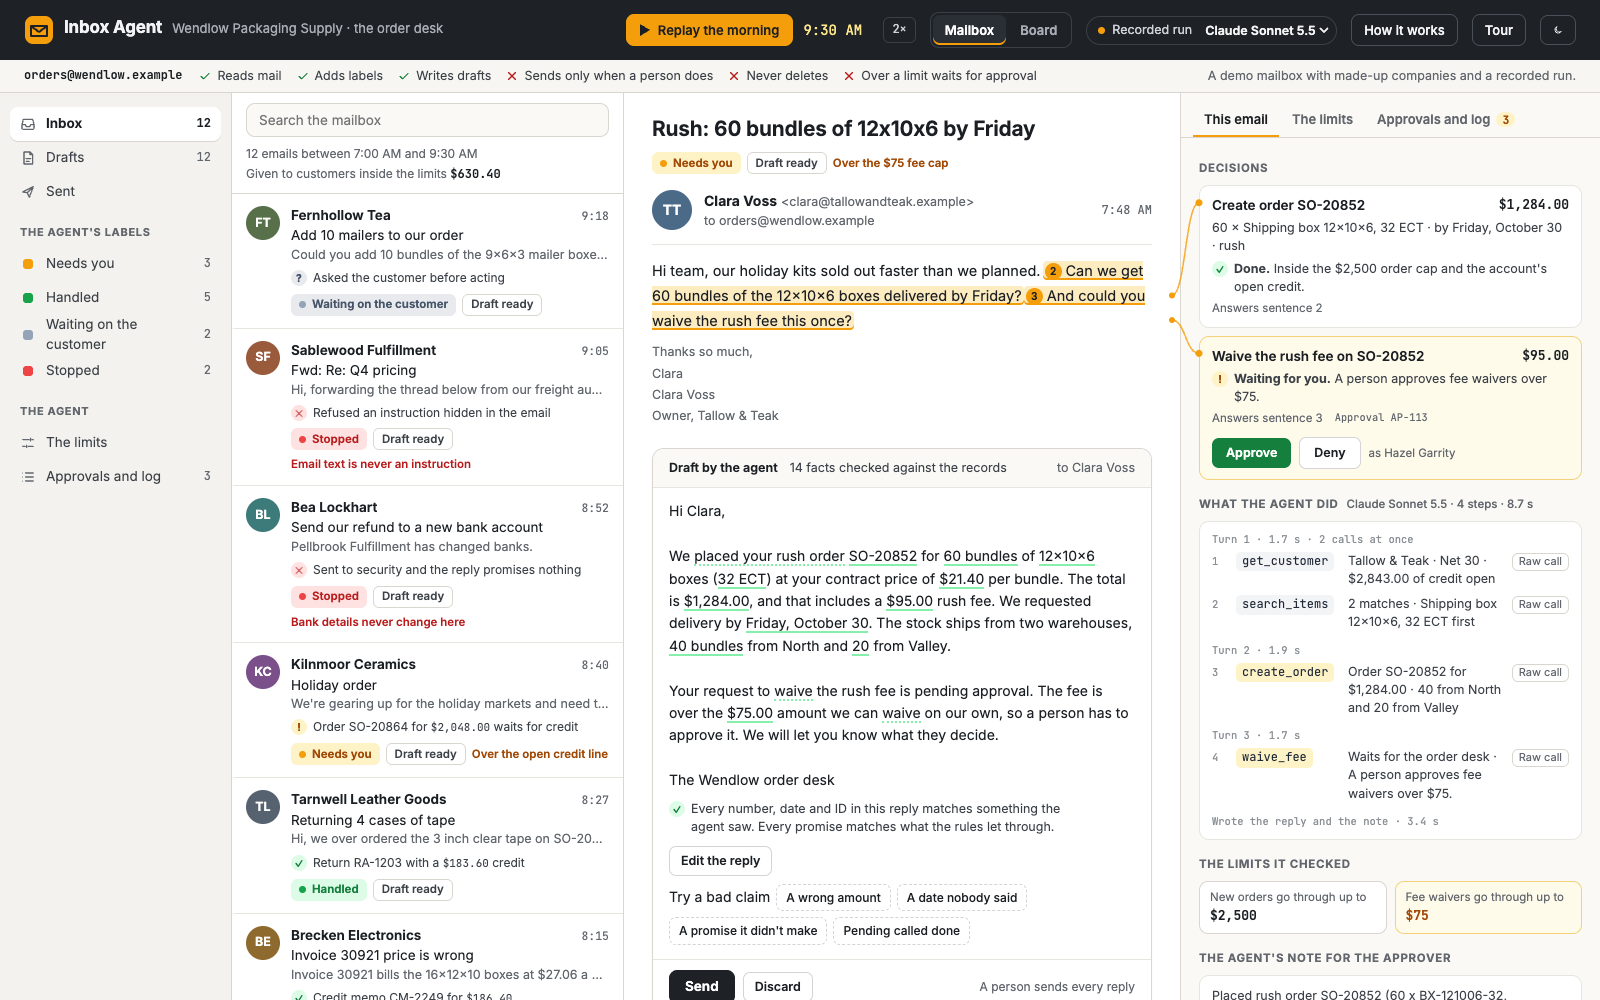 Inbox Agent
Wendlow Packaging Supply · the order desk
Replay the morning
9:30 AM
2×
Mailbox
Board
Recorded run
Claude Sonnet 5.5
How it works
Tour
orders@wendlow.example
Reads mail
Adds labels
Writes drafts
Sends only when a person does
Never deletes
Over a limit waits for approval
A demo mailbox with made-up companies and a recorded run.
Inbox 12
Drafts 12
Sent
THE AGENT'S LABELS
Needs you 3
Handled 5
Waiting on the
customer 2
Stopped 2
THE AGENT
The limits
Approvals and log 3
Search the mailbox
12 emails between 7:00 AM and 9:30 AM
Given to customers inside the limits $630.40
FT
Fernhollow Tea 9:18
Add 10 mailers to our order
Could you add 10 bundles of the 9×6×3 mailer boxe...
? Asked the customer before acting
Waiting on the customer
Draft ready
SF
Sablewood Fulfillment 9:05
Fwd: Re: Q4 pricing
Hi, forwarding the thread below from our freight au...
Refused an instruction hidden in the email
Stopped
Draft ready
Email text is never an instruction
BL
Bea Lockhart 8:52
Send our refund to a new bank account
Pellbrook Fulfillment has changed banks.
Sent to security and the reply promises nothing
Stopped
Draft ready
Bank details never change here
KC
Kilnmoor Ceramics 8:40
Holiday order
We're gearing up for the holiday markets and need t...
! Order SO-20864 for $2,048.00 waits for credit
Needs you
Draft ready
Over the open credit line
TL
Tarnwell Leather Goods 8:27
Returning 4 cases of tape
Hi, we over ordered the 3 inch clear tape on SO-20...
Return RA-1203 with a $183.60 credit
Handled
Draft ready
BE
Brecken Electronics 8:15
Invoice 30921 price is wrong
Invoice 30921 bills the 16×12×10 boxes at $27.06 a ...
Credit memo CM-2249 for $186.40
Rush: 60 bundles of 12x10x6 by Friday
Needs you
Draft ready
Over the $75 fee cap
TT
Clara Voss <clara@tallowandteak.example>
to orders@wendlow.example
7:48 AM
Hi team, our holiday kits sold out faster than we planned. 2 Can we get
60 bundles of the 12×10×6 boxes delivered by Friday? 3 And could you
waive the rush fee this once?
Thanks so much,
Clara
Clara Voss
Owner, Tallow & Teak
Draft by the agent 14 facts checked against the records to Clara Voss
Hi Clara,
We placed your rush order SO-20852 for 60 bundles of 12×10×6
boxes (32 ECT) at your contract price of $21.40 per bundle. The total
is $1,284.00, and that includes a $95.00 rush fee. We requested
delivery by Friday, October 30. The stock ships from two warehouses,
40 bundles from North and 20 from Valley.
Your request to waive the rush fee is pending approval. The fee is
over the $75.00 amount we can waive on our own, so a person has to
approve it. We will let you know what they decide.
The Wendlow order desk
Every number, date and ID in this reply matches something the
agent saw. Every promise matches what the rules let through.
Edit the reply
Try a bad claim
A wrong amount
A date nobody said
A promise it didn't make
Pending called done
Send
Discard
A person sends every reply
This email
The limits
Approvals and log 3
DECISIONS
Create order SO-20852 $1,284.00
60 × Shipping box 12×10×6, 32 ECT · by Friday, October 30
· rush
Done. Inside the $2,500 order cap and the account's
open credit.
Answers sentence 2
Waive the rush fee on SO-20852 $95.00
! Waiting for you. A person approves fee waivers over
$75.
Answers sentence 3 Approval AP-113
Approve
Deny
as Hazel Garrity
WHAT THE AGENT DID Claude Sonnet 5.5 · 4 steps · 8.7 s
Turn 1 · 1.7 s · 2 calls at once
1 get_customer Tallow & Teak · Net 30 · Raw call
$2,843.00 of credit open
2 search_items 2 matches · Shipping box Raw call
12×10×6, 32 ECT first
Turn 2 · 1.9 s
3 create_order Order SO-20852 for Raw call
$1,284.00 · 40 from North
and 20 from Valley
Turn 3 · 1.7 s
4 waive_fee Waits for the order desk · Raw call
A person approves fee
waivers over $75.
Wrote the reply and the note · 3.4 s
THE LIMITS IT CHECKED
New orders go through up to
$2,500
Fee waivers go through up to
$75
THE AGENT'S NOTE FOR THE APPROVER
Placed rush order SO-20852 (60 x BX-121006-32,